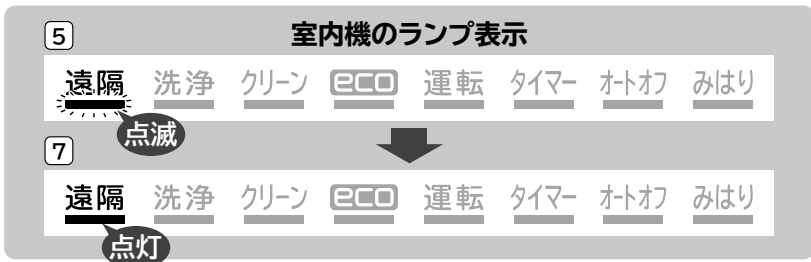 5 室内機のランプ表示
遠隔 洗浄 クリーン eco 運転 タイマー オートオフ みはり
点滅
7
遠隔 洗浄 クリーン eco 運転 タイマー オートオフ みはり
点灯